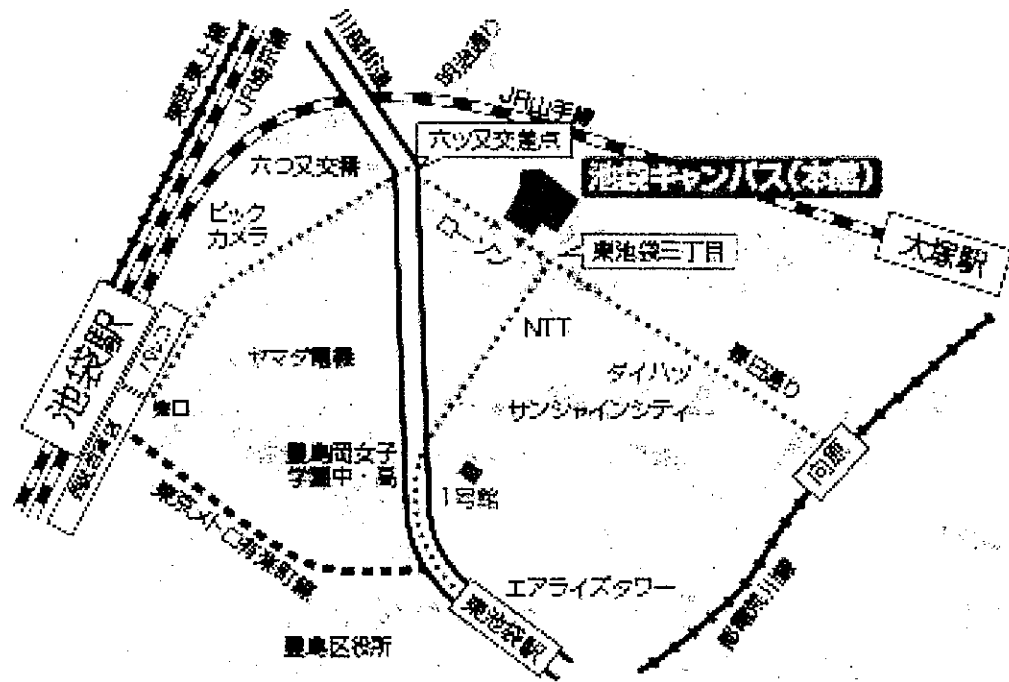 東武東上線
JR埼京線
川越街道
明治通り
JR山手線
六ッ又交差点
六つ又交番
池袋キャンパス(本館)
ビック
カメラ
ローソン
東池袋三丁目
大塚駅
池袋駅
パルコ
NTT
ヤマダ電機
ダイハツ
春日通り
サンシャインシティ
東口
向原
豊島岡女子
学園中・高
1号館
東京メトロ有楽町線
エアライズタワー
東池袋駅
都電荒川線
豊島区役所